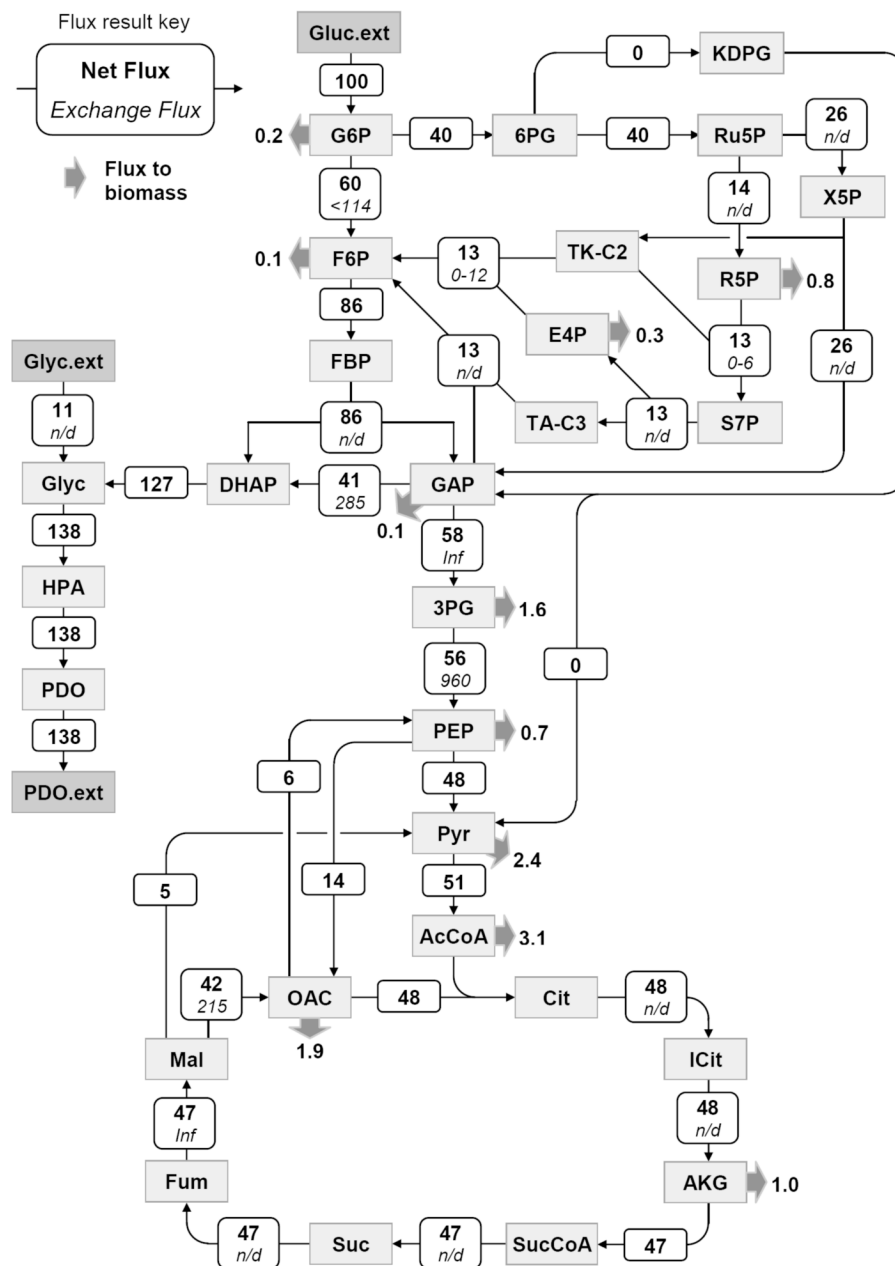 Flux result key
Net Flux
Exchange Flux
Flux to
biomass
Gluc.ext
100
0.2
G6P
40
6PG
0
KDPG
40
Ru5P
26
n/d
X5P
60
<114
14
n/d
0.1
F6P
13
0-12
TK-C2
R5P
0.8
86
E4P
0.3
13
0-6
26
n/d
Glyc.ext
FBP
13
n/d
11
n/d
86
n/d
TA-C3
13
n/d
S7P
Glyc
127
DHAP
41
285
GAP
0.1
138
58
Inf
HPA
3PG
1.6
138
56
960
0
PDO
138
PEP
0.7
PDO.ext
6
48
Pyr
2.4
5
14
51
AcCoA
3.1
42
215
OAC
48
Cit
48
n/d
1.9
Mal
ICit
47
Inf
48
n/d
Fum
AKG
1.0
47
n/d
Suc
47
n/d
SucCoA
47